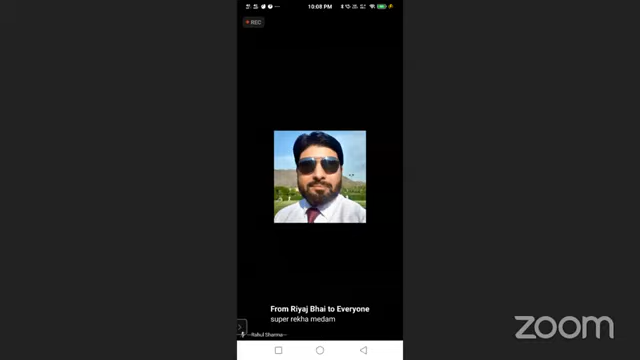 10:08 PM
REC
From Riyaj Bhai to Everyone
super rekha medam
Rahul Sharma
zoom